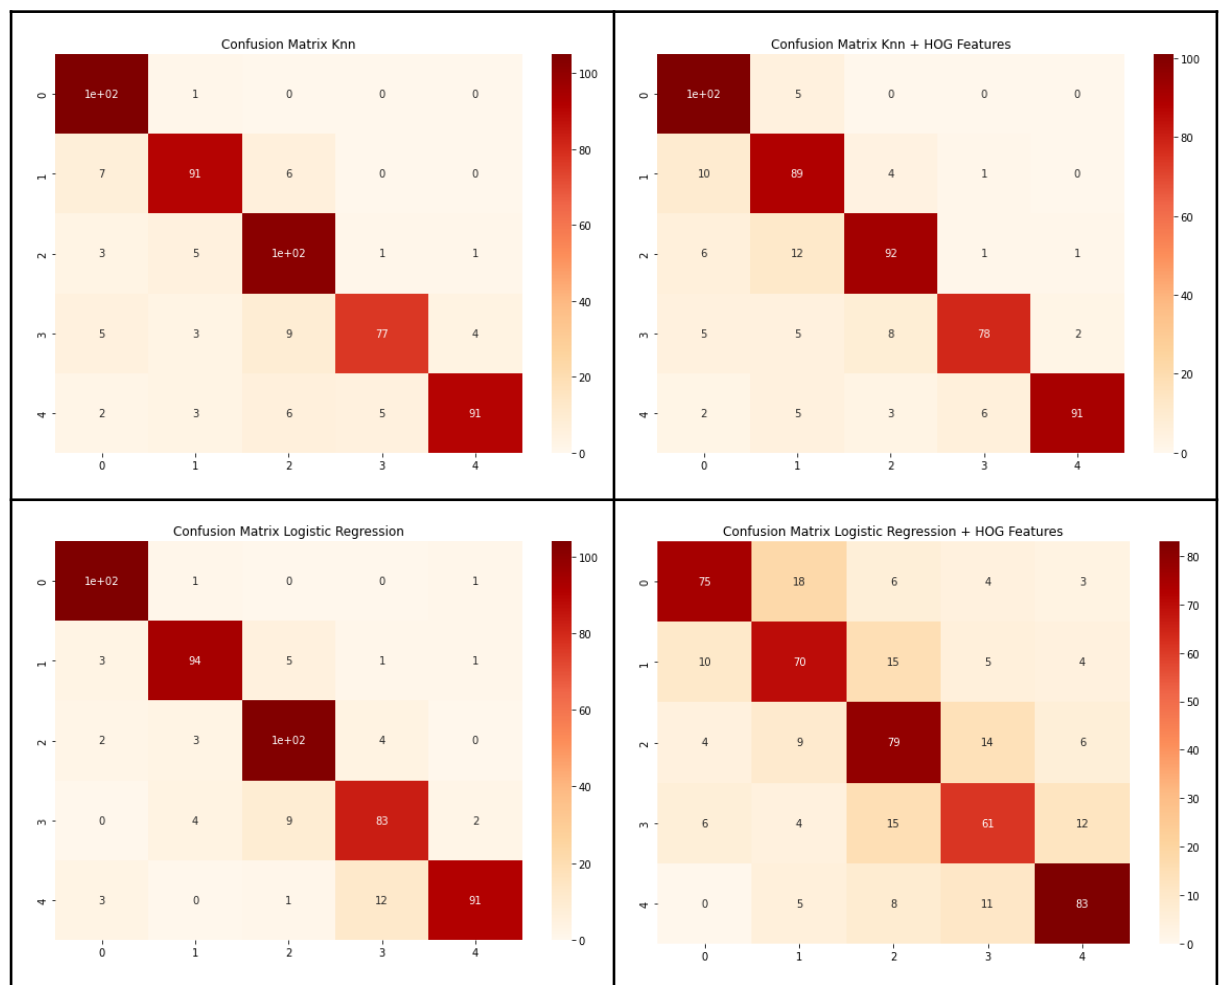 Confusion Matrix Knn
0 1e+02 1 0 0 0
1 7 91 6 0 0
2 3 5 1e+02 1 1
3 5 3 9 77 4
4 2 3 6 5 91
0 1 2 3 4
100
80
60
40
20
0
Confusion Matrix Knn + HOG Features
0 1e+02 5 0 0 0
1 10 89 4 1 0
2 6 12 92 1 1
3 5 5 8 78 2
4 2 5 3 6 91
0 1 2 3 4
100
80
60
40
20
0
Confusion Matrix Logistic Regression
0 1e+02 1 0 0 1
1 3 94 5 1 1
2 2 3 1e+02 4 0
3 0 4 9 83 2
4 3 0 1 12 91
0 1 2 3 4
100
80
60
40
20
0
Confusion Matrix Logistic Regression + HOG Features
0 75 18 6 4 3
1 10 70 15 5 4
2 4 9 79 14 6
3 6 4 15 61 12
4 0 5 8 11 83
0 1 2 3 4
80
70
60
50
40
30
20
10
0